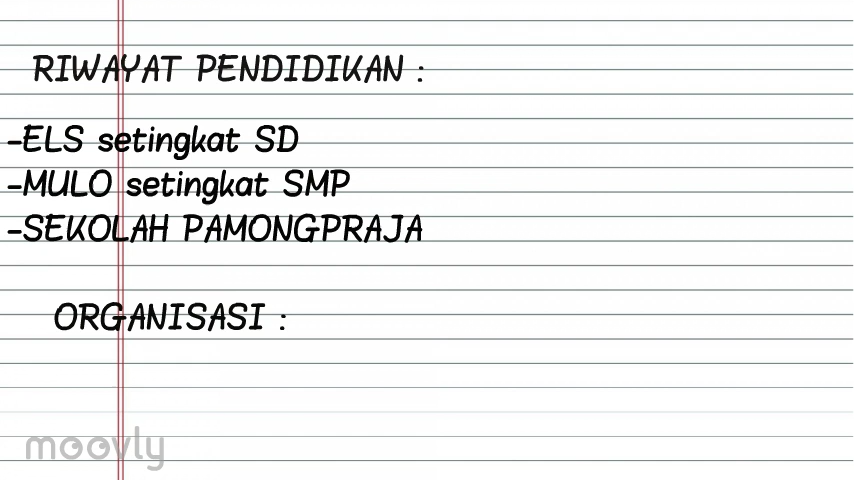 RIWAYAT PENDIDIKAN :
-ELS setingkat SD
-MULO setingkat SMP
-SEKOLAH PAMONGPRAJA
ORGANISASI :
moovly